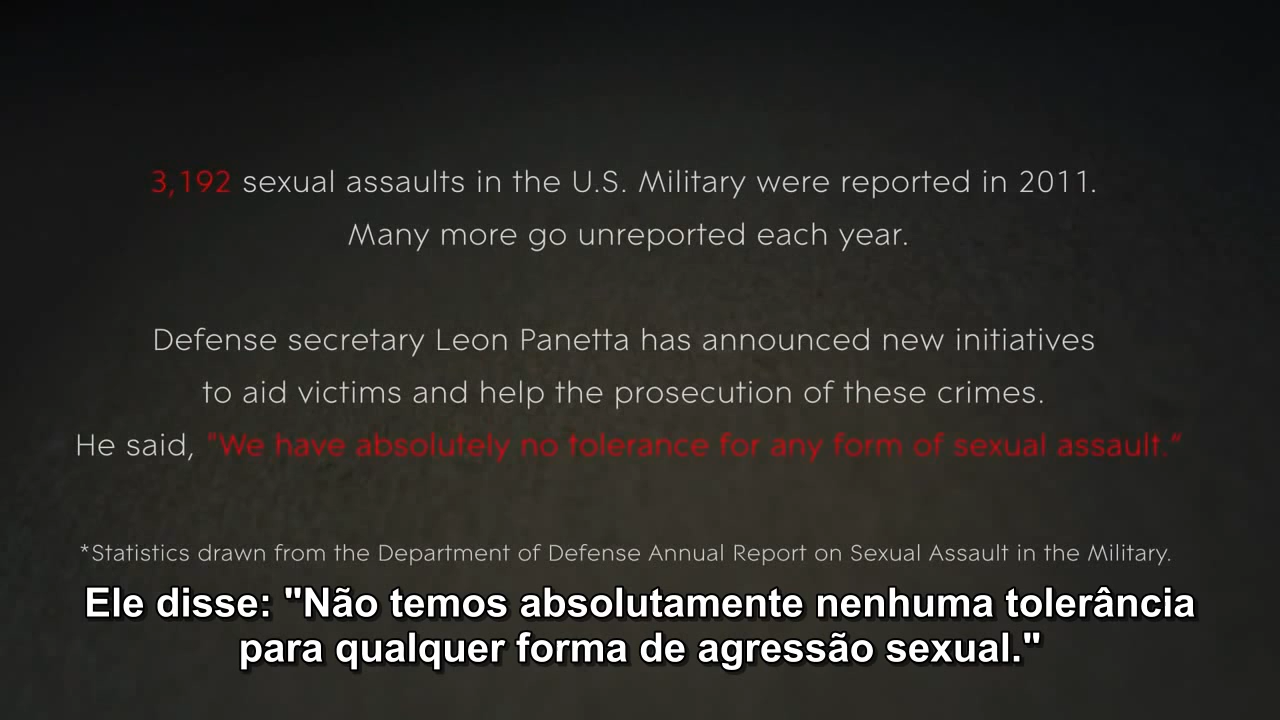 3,192 sexual assaults in the U.S. Military were reported in 2011.
Many more go unreported each year.
Defense secretary Leon Panetta has announced new initiatives
to aid victims and help the prosecution of these crimes.
He said, "We have absolutely no tolerance for any form of sexual assault.”
*Statistics drawn from the Department of Defense Annual Report on Sexual Assault in the Military.
Ele disse: "Não temos absolutamente nenhuma tolerância
para qualquer forma de agressão sexual."